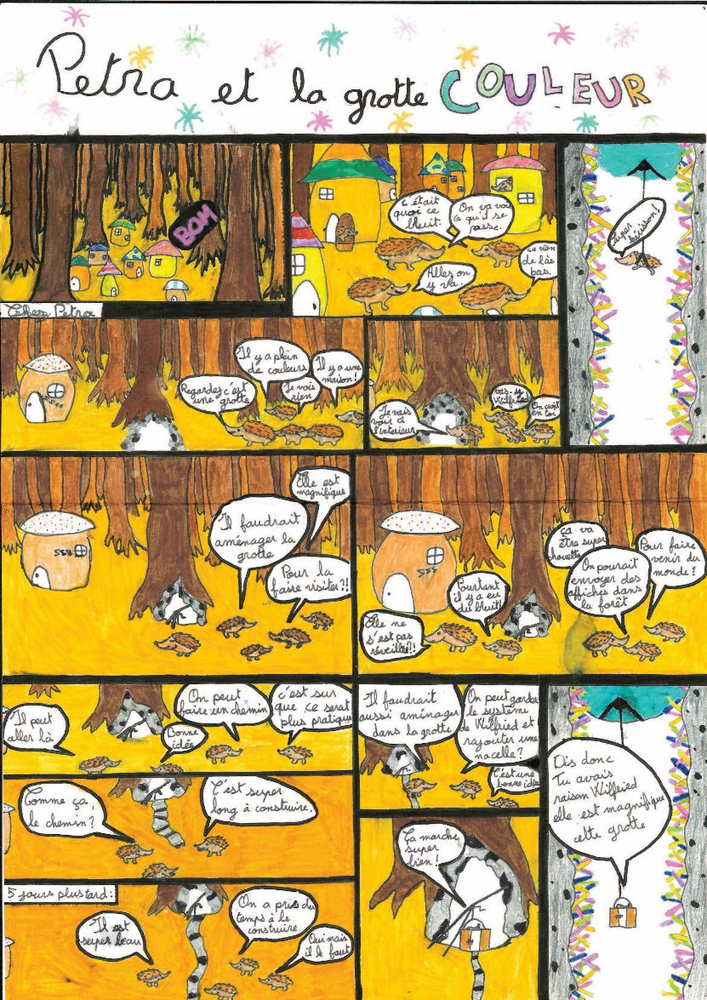 Petra et la grotte COULEUR
BOM
Chez Petra
C'était
quoi ce
bruit.
On va voir
ce qu'il se
passe.
Allez on
y va.
de là
bas.
Super
hérisson!
Regardez c'est
une grotte
Il y a plein
de couleurs
Je vois
rien
Il y a une
maison!
Je vais
voir à
l'interieur
vas-y
Wilfried
On croit
en toi
Elle est
magnifique
Il faudrait
aménager la
grotte
Pour la
faire visiter?!
Elle ne
s'est pas
réveillée?!
Pourtant
il y a eu
du bruit!
ça va
être super
chouette
On pourait
envoyer des
affiches dans
la forêt
Pour faire
venir du
monde?
Il peut
aller là
Bonne
idée
On peut
faire un chemin
c'est sur
que ce serat
plus pratique
Il faudrait
aussi aménager
dans la grotte
On peut garder
le système
de Wilfried et
rajouter une
nacelle?
C'est une
bonne idée
Dis donc
Tu avais
raison Wilfried
elle est magnifique
cette grotte
Comme ça,
le chemin?
C'est super
long à construire.
Ça marche
super
bien!
5 jours plus tard:
Il est
super beau
On a pris du
temps à le
construire
Oui mais
il le faut